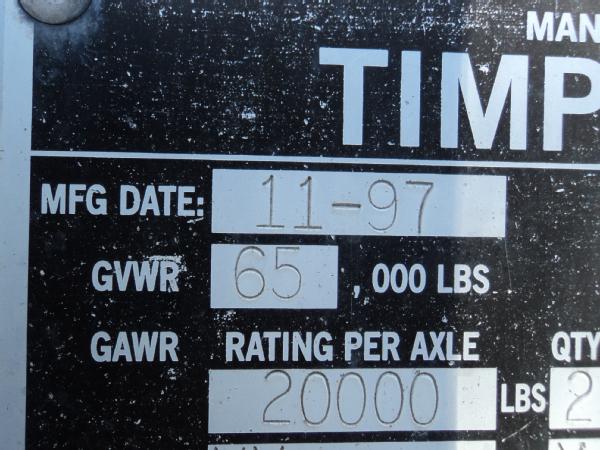 MAN
TIMP
MFG DATE: 11-97
GVWR 65 , 000 LBS
GAWR RATING PER AXLE QTY
20000 LBS 2